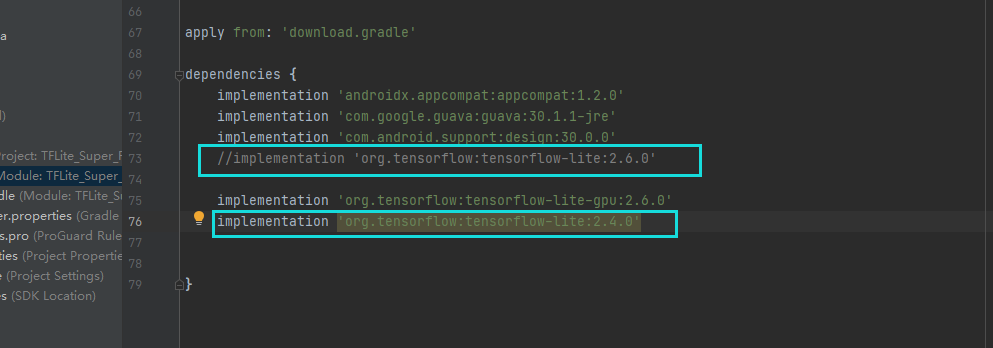 66
67 apply from: 'download.gradle'
68
69 dependencies {
70 implementation 'androidx.appcompat:appcompat:1.2.0'
71 implementation 'com.google.guava:guava:30.1.1-jre'
72 implementation 'com.android.support:design:30.0.0'
73 //implementation 'org.tensorflow:tensorflow-lite:2.6.0'
74
75 implementation 'org.tensorflow:tensorflow-lite-gpu:2.6.0'
76 implementation 'org.tensorflow:tensorflow-lite:2.4.0'
77
78
79 }
a
)
Project: TFLite_Super_
Module: TFLite_Super_
dle (Module: TFLite_Su
er.properties (Gradle
s.pro (ProGuard Rule
ties (Project Propertie
e (Project Settings)
es (SDK Location)